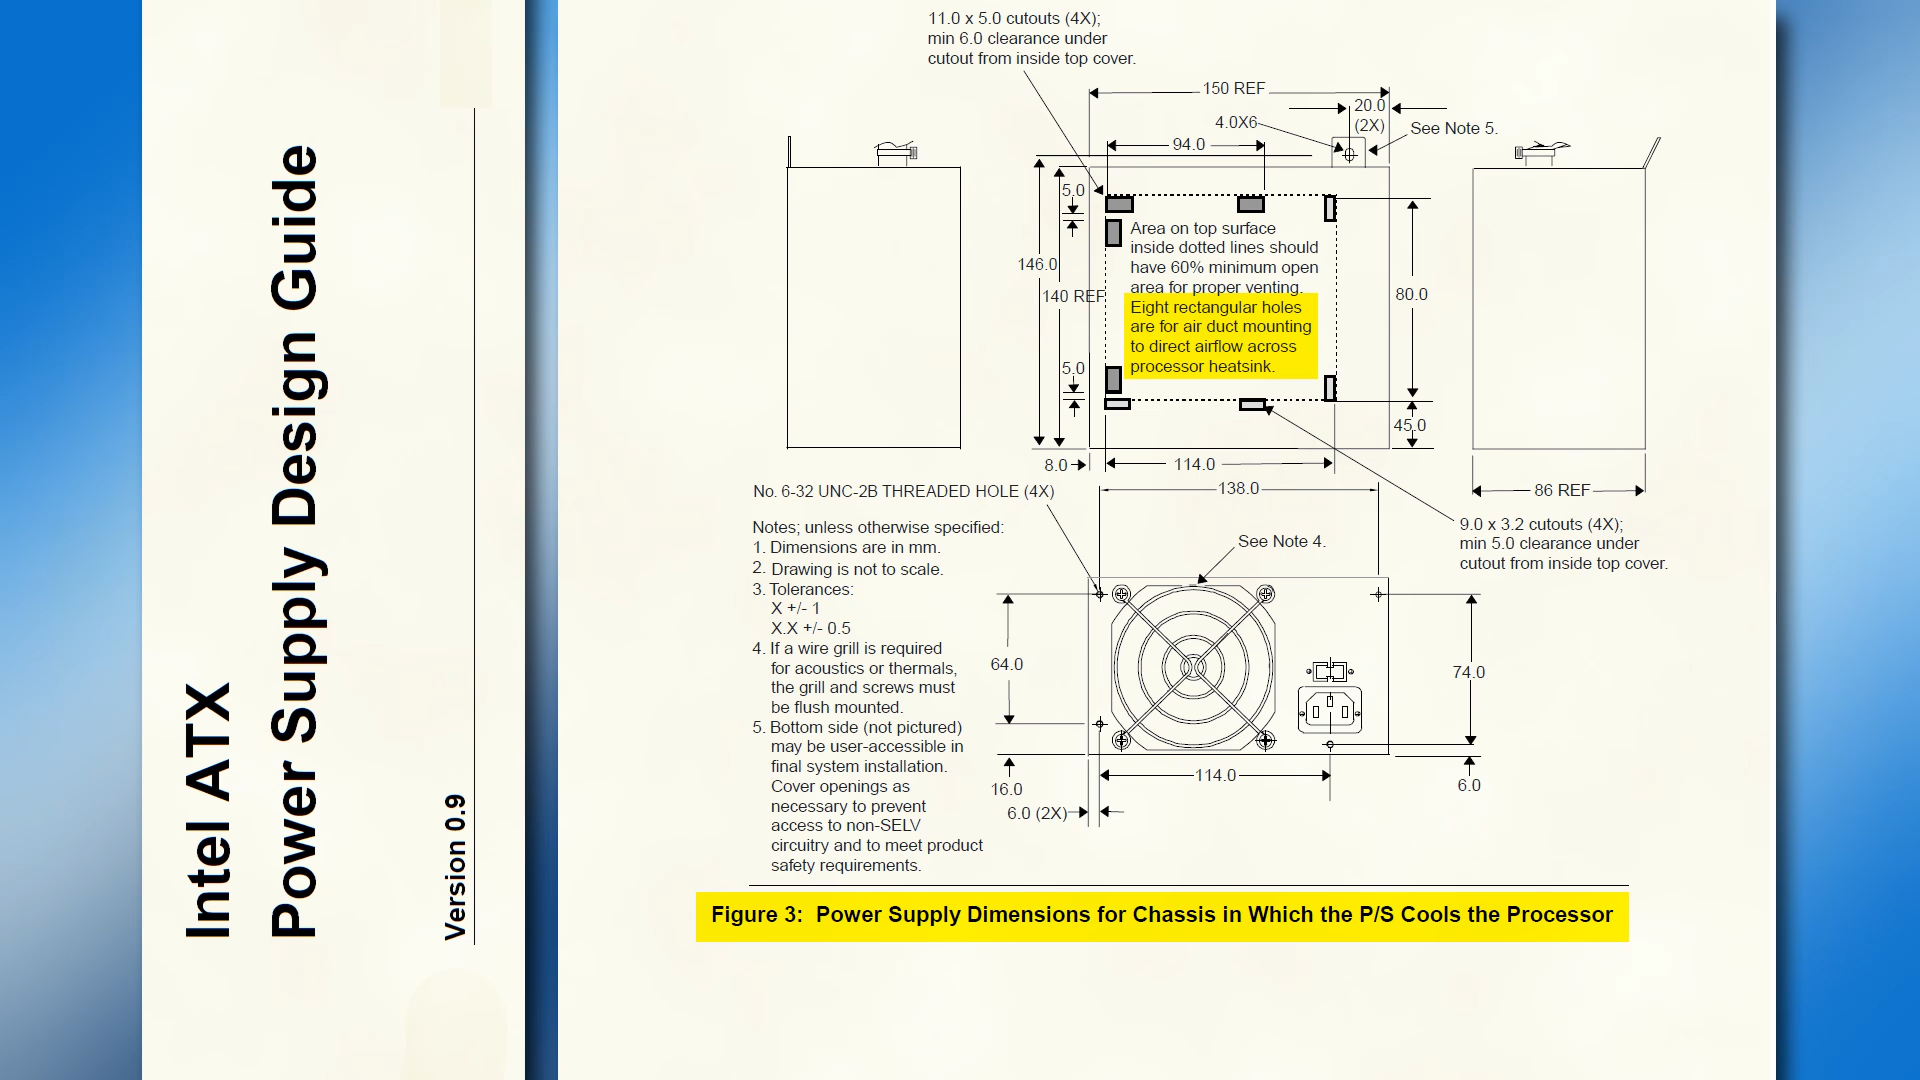 Intel ATX
Power Supply Design Guide
Version 0.9
11.0 x 5.0 cutouts (4X);
min 6.0 clearance under
cutout from inside top cover.
150 REF
20.0
(2X)
4.0X6
See Note 5.
94.0
5.0
146.0
140 REF
Area on top surface
inside dotted lines should
have 60% minimum open
area for proper venting.
Eight rectangular holes
are for air duct mounting
to direct airflow across
processor heatsink.
80.0
5.0
45.0
8.0
114.0
86 REF
138.0
No. 6-32 UNC-2B THREADED HOLE (4X)
9.0 x 3.2 cutouts (4X);
min 5.0 clearance under
cutout from inside top cover.
See Note 4.
Notes; unless otherwise specified:
1. Dimensions are in mm.
2. Drawing is not to scale.
3. Tolerances:
X +/- 1
X.X +/- 0.5
4. If a wire grill is required
for acoustics or thermals,
the grill and screws must
be flush mounted.
5. Bottom side (not pictured)
may be user-accessible in
final system installation.
Cover openings as
necessary to prevent
access to non-SELV
circuitry and to meet product
safety requirements.
64.0
74.0
16.0
114.0
6.0
6.0 (2X)
Figure 3: Power Supply Dimensions for Chassis in Which the P/S Cools the Processor